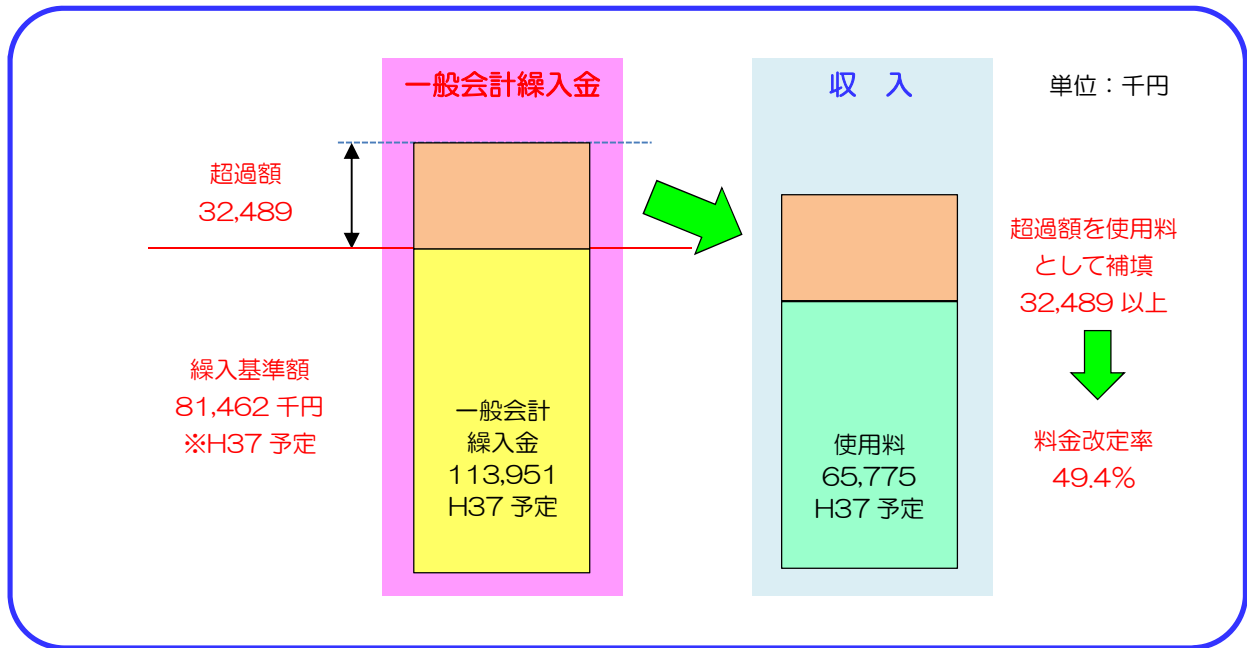 一般会計繰入金
収　入
単位：千円
超過額
32,489
繰入基準額
81,462 千円
※H37 予定
一般会計
繰入金
113,951
H37 予定
使用料
65,775
H37 予定
超過額を使用料
として補填
32,489 以上
料金改定率
49.4%